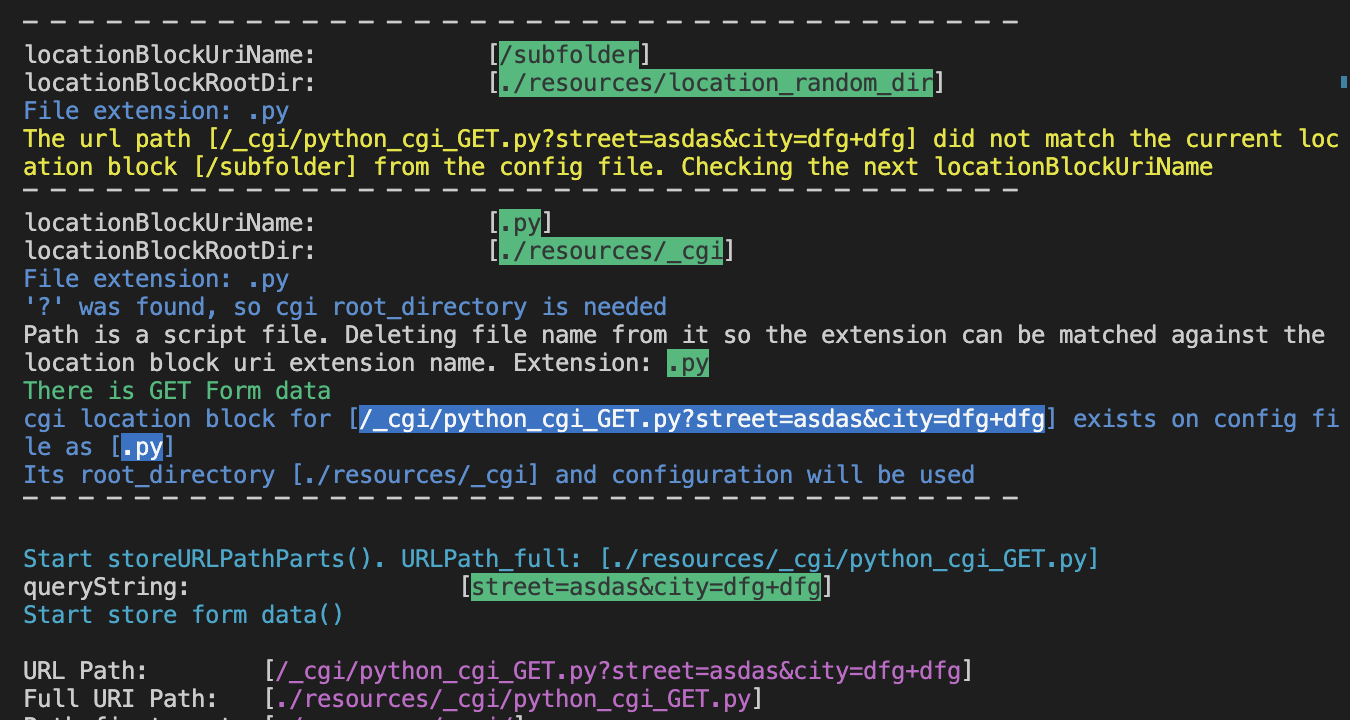 locationBlockUriName: [/subfolder]
locationBlockRootDir: [./resources/location_random_dir]
File extension: .py
The url path [/_cgi/python_cgi_GET.py?street=asdas&city=dfg+dfg] did not match the current loc
ation block [/subfolder] from the config file. Checking the next locationBlockUriName
locationBlockUriName: [.py]
locationBlockRootDir: [./resources/_cgi]
File extension: .py
'?' was found, so cgi root_directory is needed
Path is a script file. Deleting file name from it so the extension can be matched against the
location block uri extension name. Extension: .py
There is GET Form data
cgi location block for [/_cgi/python_cgi_GET.py?street=asdas&city=dfg+dfg] exists on config fi
le as [.py]
Its root_directory [./resources/_cgi] and configuration will be used
Start storeURLPathParts(). URLPath_full: [./resources/_cgi/python_cgi_GET.py]
queryString: [street=asdas&city=dfg+dfg]
Start store form data()
URL Path: [/_cgi/python_cgi_GET.py?street=asdas&city=dfg+dfg]
Full URI Path: [./resources/_cgi/python_cgi_GET.py]